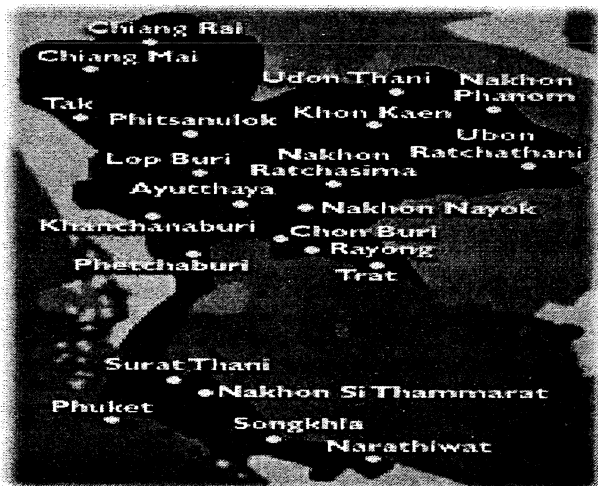 Chiang Rai
Chiang Mai
Udon Thani
Nakhon
Phanom
Tak
Khon Kaen
Phitsanulok
Ubon
Ratchathani
Lop Buri
Nakhon
Ratchasima
Ayutthaya
Nakhon Nayok
Khanchanaburi
Chon Buri
Rayong
Phetchaburi
Trat
Surat Thani
Nakhon Si Thammarat
Phuket
Songkhla
Narathiwat